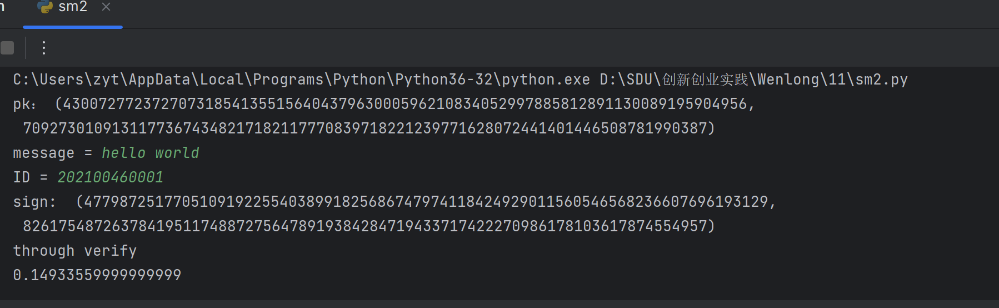 sm2
C:\Users\zyt\AppData\Local\Programs\Python\Python36-32\python.exe D:\SDU\创新创业实践\Wenlong\11\sm2.py
pk： (43007277237270731854135515640437963000596210834052997885812891130089195904956,
70927301091311773674348217182117770839718221239771628072441401446508781990387)
message = hello world
ID = 202100460001
sign:  (47798725177051091922554038991825686747974118424929011560546568236607696193129,
82617548726378419511748872756478919384284719433717422270986178103617874554957)
through verify
0.14933559999999999